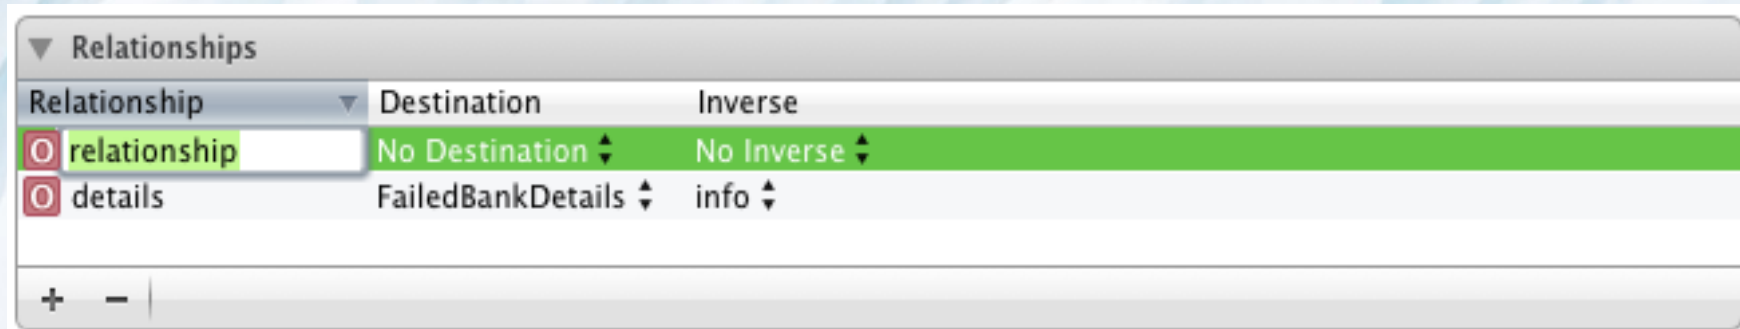 Relationships
Relationship Destination Inverse
O relationship No Destination No Inverse
O details FailedBankDetails info